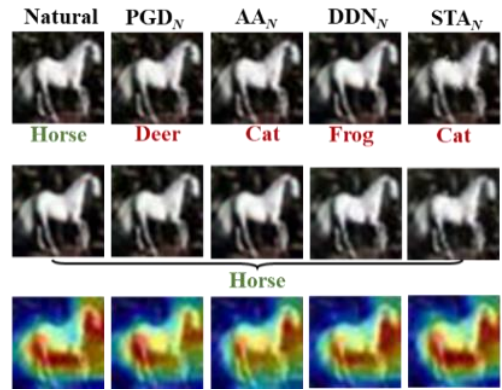 Natural PGD_N AA_N DDN_N STA_N
Horse Deer Cat Frog Cat
Horse